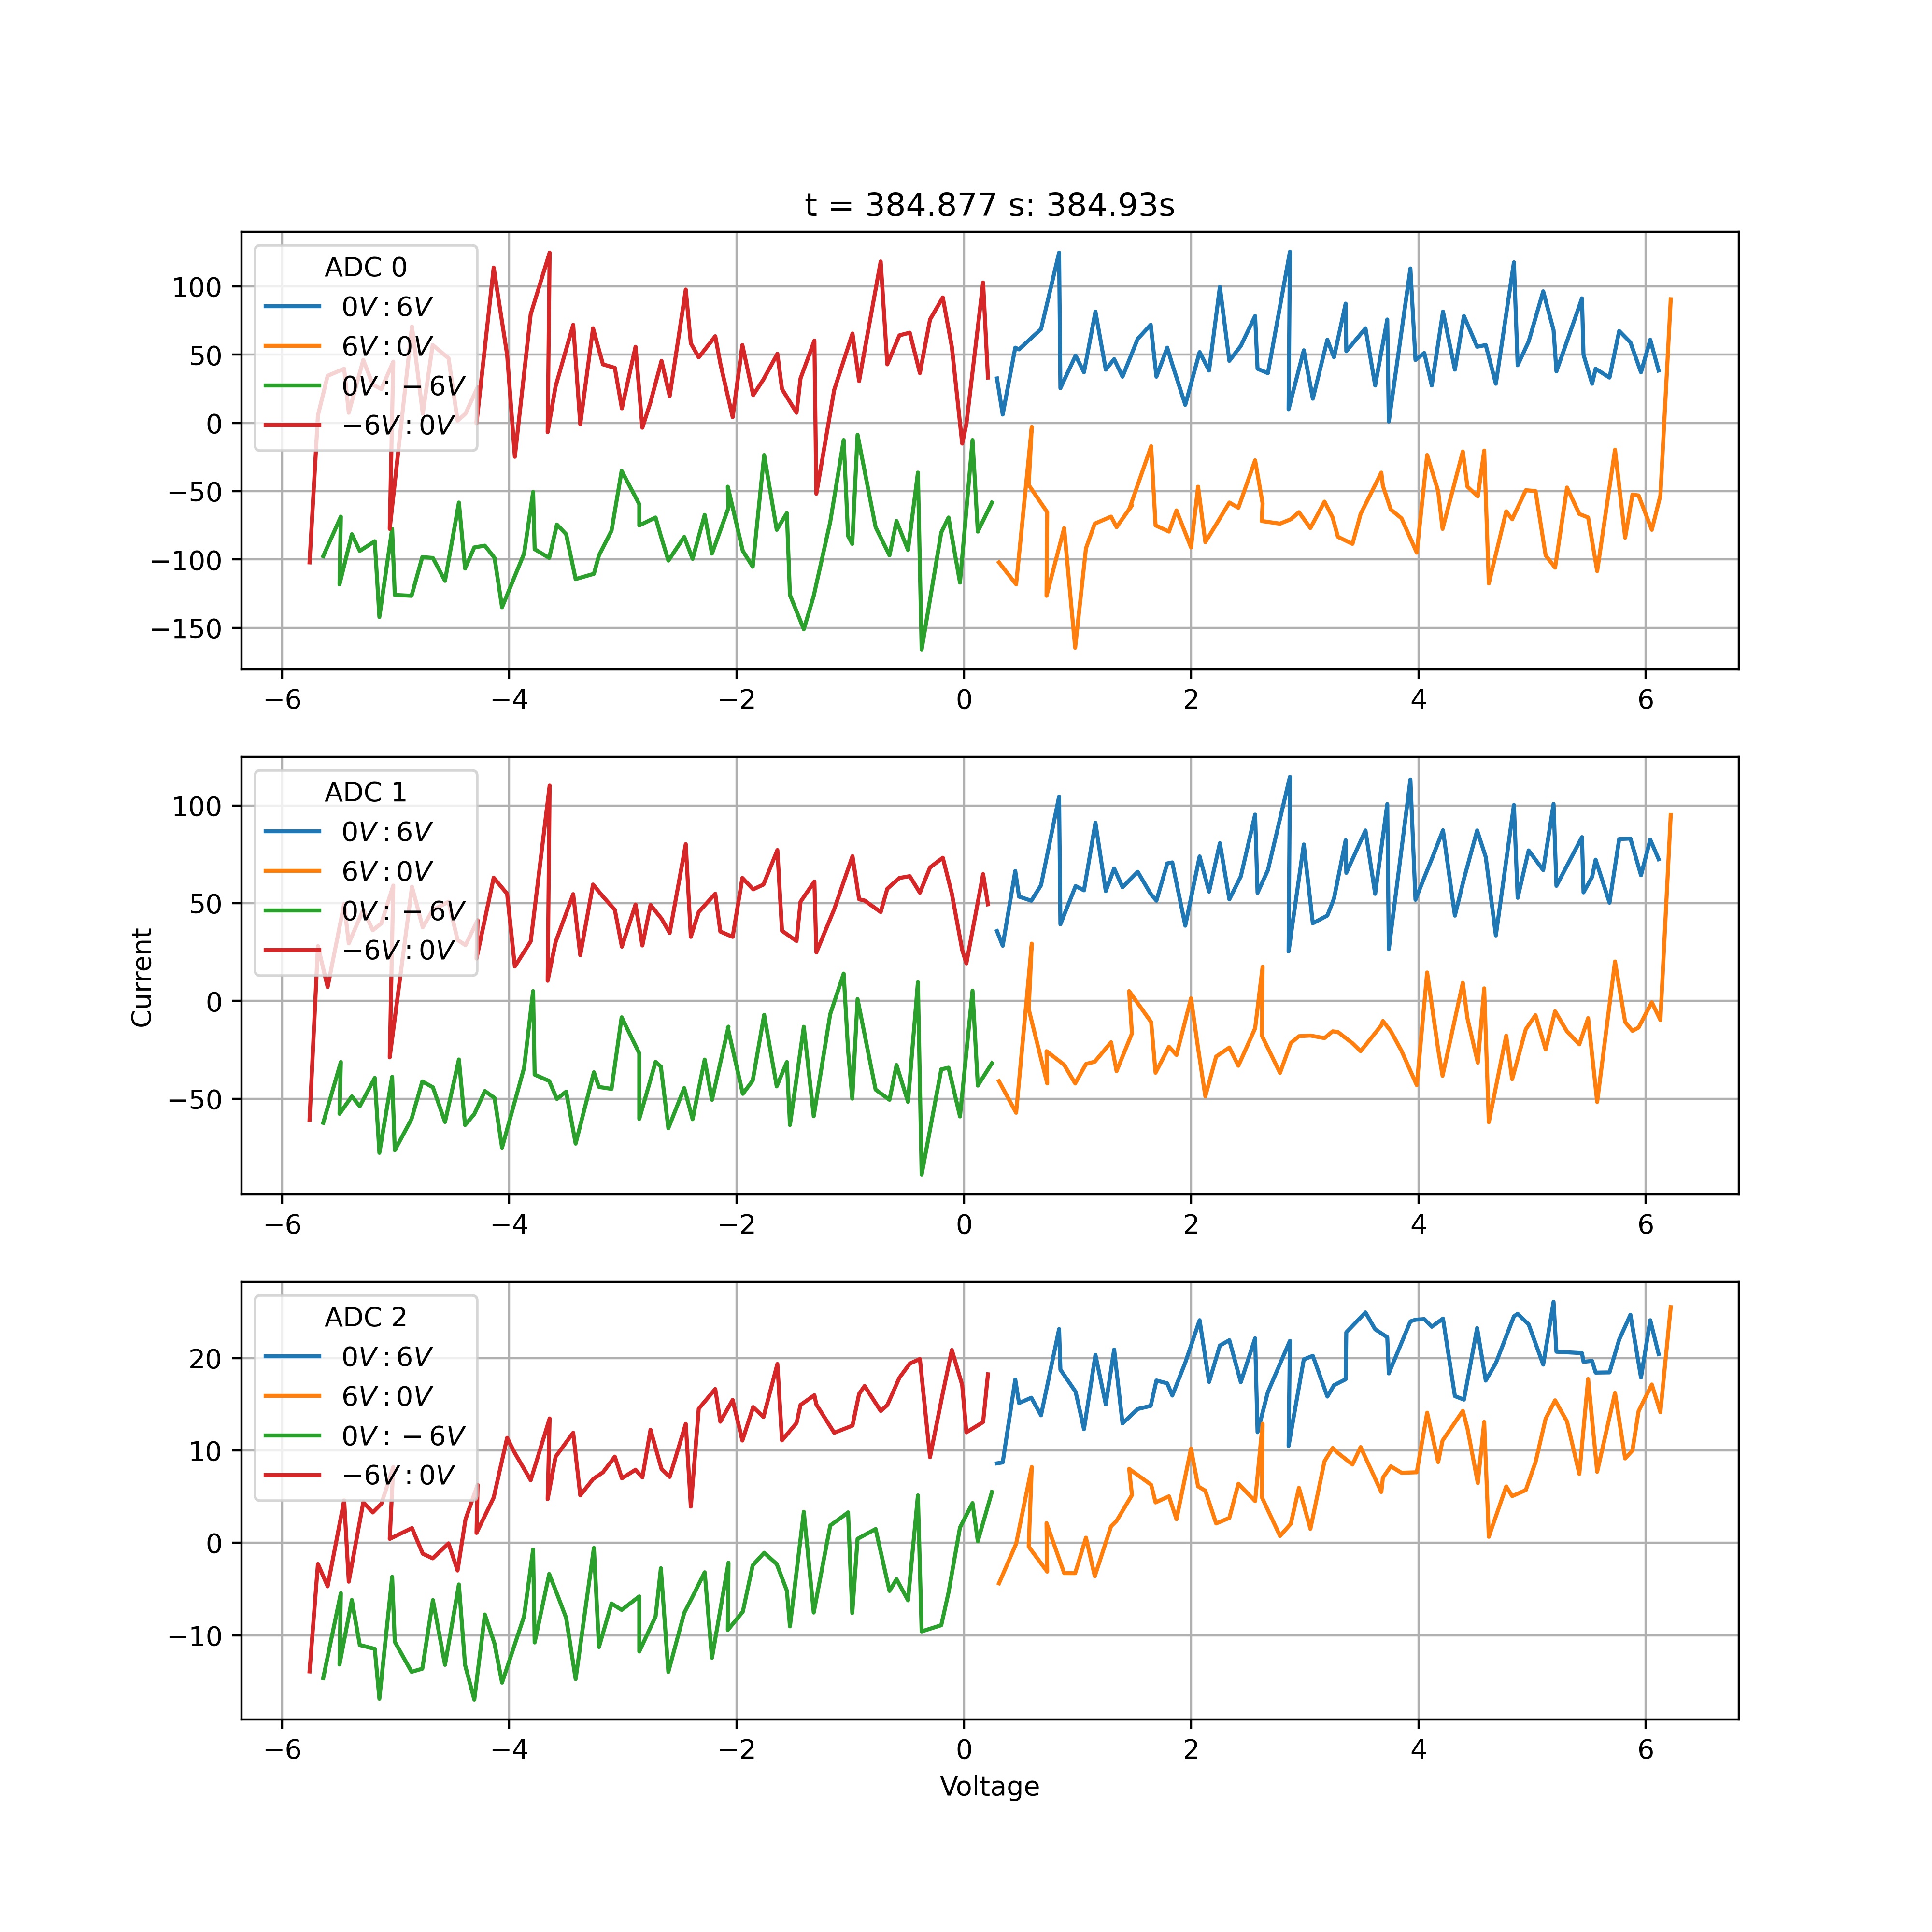 t = 384.877 s: 384.93s
ADC 0
0V : 6V
6V : 0V
0V : −6V
−6V : 0V
100
50
0
−50
−100
−150
−6 −4 −2 0 2 4 6
ADC 1
0V : 6V
6V : 0V
0V : −6V
−6V : 0V
100
50
0
−50
Current
−6 −4 −2 0 2 4 6
ADC 2
0V : 6V
6V : 0V
0V : −6V
−6V : 0V
20
10
0
−10
−6 −4 −2 0 2 4 6
Voltage